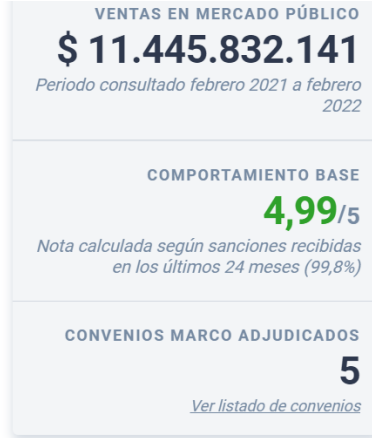 VENTAS EN MERCADO PÚBLICO
$ 11.445.832.141
Periodo consultado febrero 2021 a febrero
2022
COMPORTAMIENTO BASE
4,99/5
Nota calculada según sanciones recibidas
en los últimos 24 meses (99,8%)
CONVENIOS MARCO ADJUDICADOS
5
Ver listado de convenios